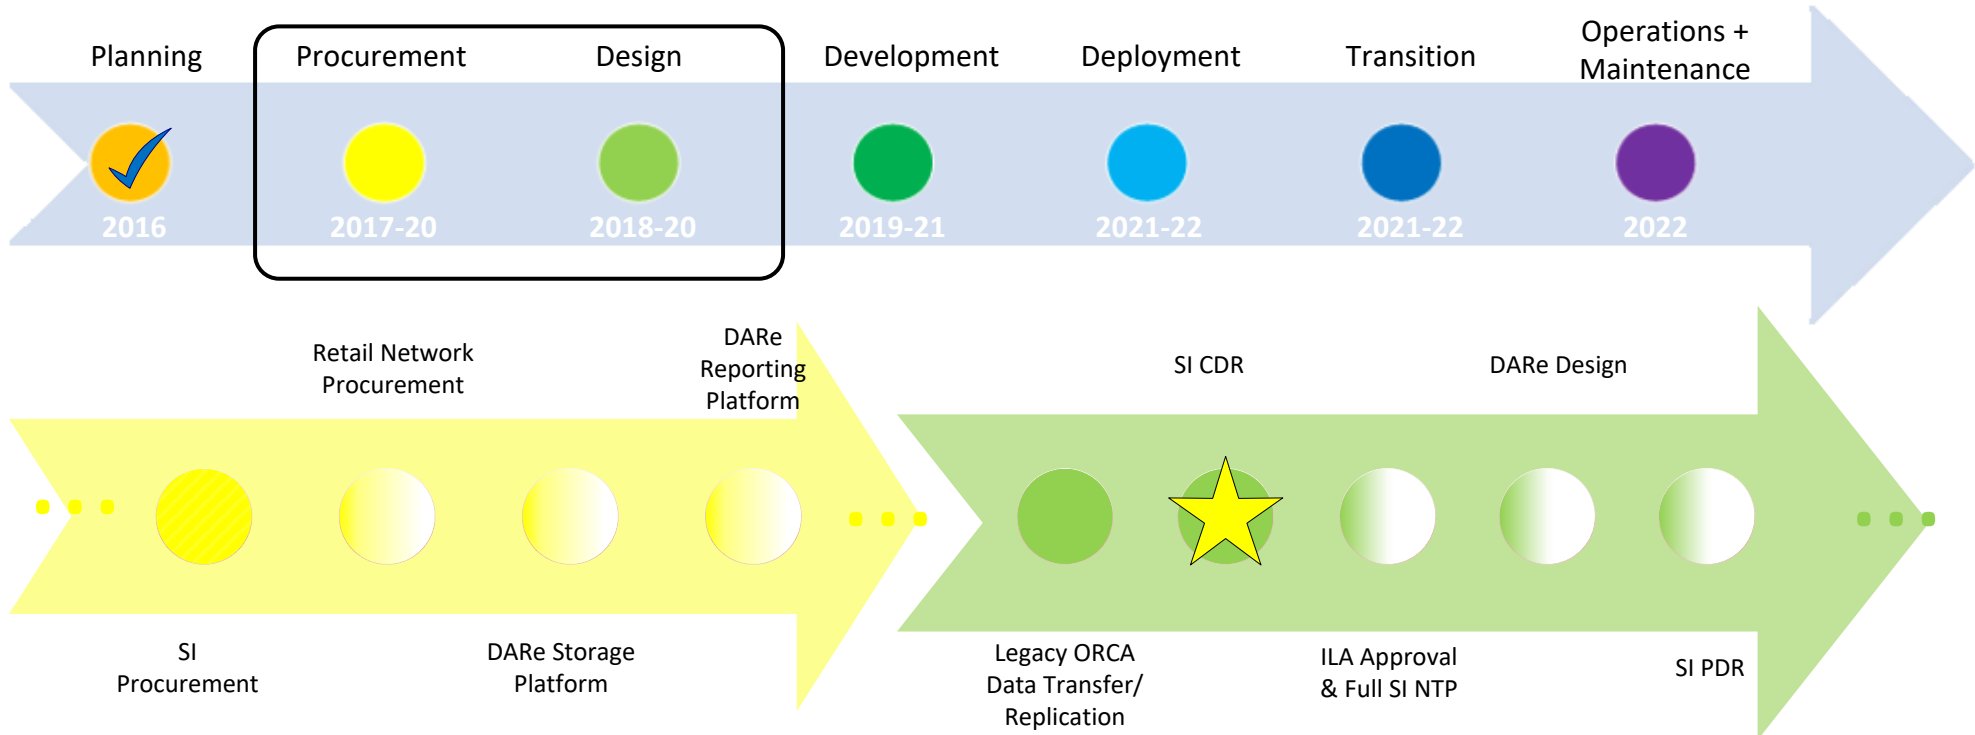 Planning
Procurement
Design
Development
Deployment
Transition
Operations +
Maintenance
2016
2017-20
2018-20
2019-21
2021-22
2021-22
2022
Retail Network
Procurement
DARe
Reporting
Platform
SI
Procurement
DARe Storage
Platform
SI CDR
DARe Design
Legacy ORCA
Data Transfer/
Replication
ILA Approval
& Full SI NTP
SI PDR